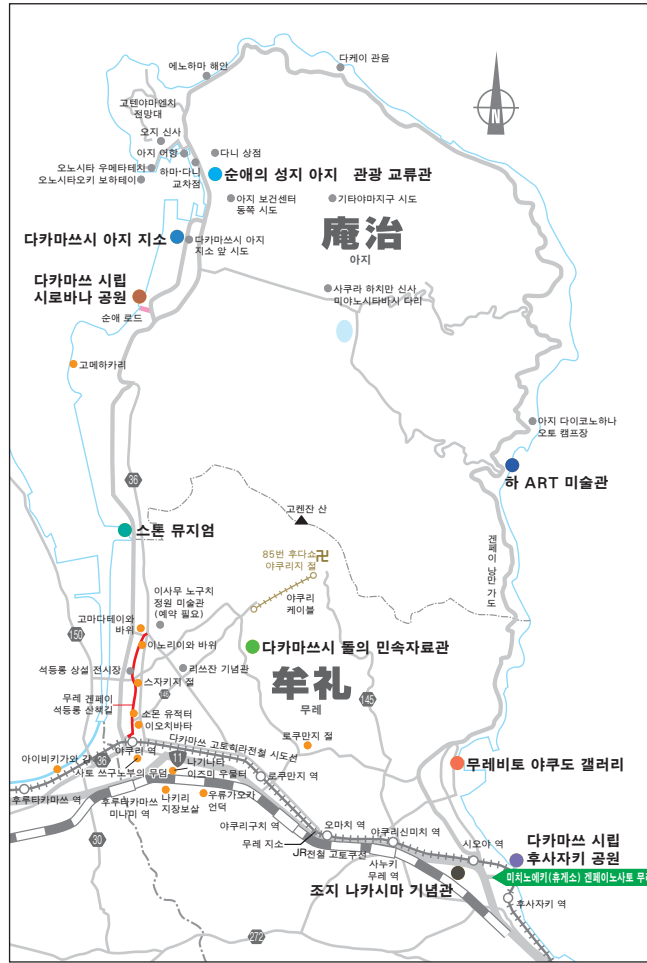 에노하마 해안
다케이 관음
고텐야마엔치
전망대
N
오지 신사
아지 어항
다니 상점
오노시타 우메타테치
오노시타오키 보하테이
하마·다니
교차점
순애의 성지 아지 관광 교류관
아지 보건센터
동쪽 시도
기타야마지구 시도
庵治
아지
다카마쓰시 아지 지소
다카마쓰시 아지
지소 앞 시도
다카마쓰 시립
시로바나 공원
사쿠라 하치만 신사
미야노시타바시 다리
순애 로드
고메하카리
아지 다이코노하나
오토 캠프장
하 ART 미술관
36
고켄잔 산
스톤 뮤지엄
겐페이 낭만 가도
85번 후다쇼
야쿠리지 절
卍
야쿠리
케이블
이사무 노구치
정원 미술관
(예약 필요)
고마다테이와
바위
150
이노리이와 바위
다카마쓰시 돌의 민속자료관
석등롱 상설 전시장
리쓰잔 기념관
牟礼
무레
스자키지 절
146
145
무레 겐페이
석등롱 산책길
소몬 유적터
이오치바타
다카마쓰 고토히라전철 시도선
로쿠만지 절
야쿠리 역
아이비키가와 강
36
11
나기나타
이즈미 우물터
사토 쓰구노부의 무덤
로쿠만지 역
무레비토 야쿠도 갤러리
후루타카마쓰 역
후루타카마쓰
미나미 역
나키리
지장보살
우류가오카
언덕
30
야쿠리구치 역
무레 지소
오마치 역
야쿠리신미치 역
시오야 역
JR전철 고토쿠선
사누키
무레 역
다카마쓰 시립
후사자키 공원
미치노에키(휴게소) 겐페이노사토 무레
조지 나카시마 기념관
후사자키 역
272